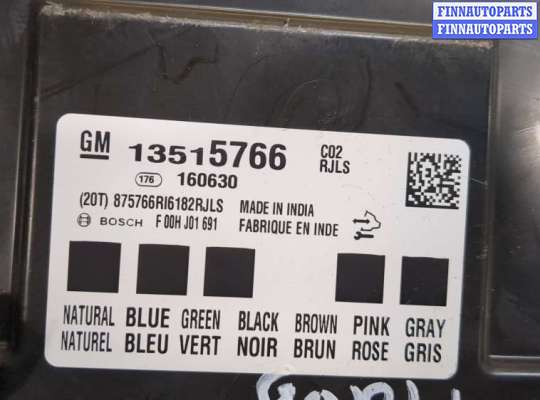 FINNAUTOPARTS
FINNAUTOPARTS
GM 13515766 C02
RJLS
176 160630
(20T) 875766RI6182RJLS MADE IN INDIA
BOSCH F 00H J01 691 FABRIQUE EN INDE
NATURAL BLUE GREEN BLACK BROWN PINK GRAY
NATUREL BLEU VERT NOIR BRUN ROSE GRIS